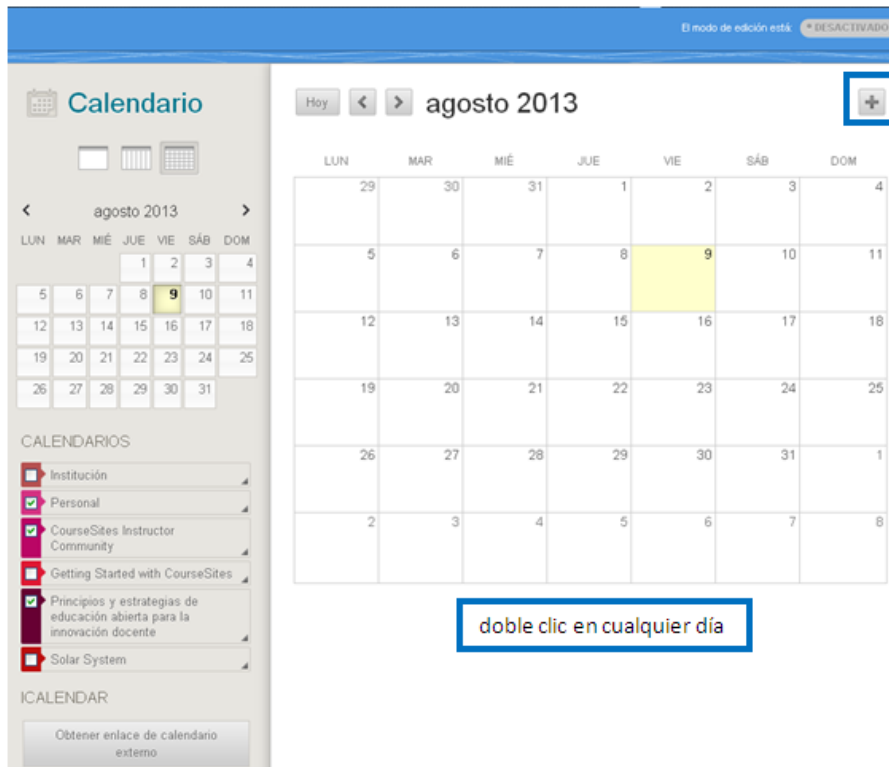 El modo de edición está: DESACTIVADO
Calendario
agosto 2013
LUN MAR MIÉ JUE VIE SÁB DOM
1 2 3 4
5 6 7 8 9 10 11
12 13 14 15 16 17 18
19 20 21 22 23 24 25
26 27 28 29 30 31
CALENDARIOS
Institución
Personal
CourseSites Instructor
Community
Getting Started with CourseSites
Principios y estrategias de
educación abierta para la
innovación docente
Solar System
ICALENDAR
Obtener enlace de calendario
externo
Hoy < > agosto 2013 +
LUN MAR MIÉ JUE VIE SÁB DOM
29 30 31 1 2 3 4
5 6 7 8 9 10 11
12 13 14 15 16 17 18
19 20 21 22 23 24 25
26 27 28 29 30 31 1
2 3 4 5 6 7 8
doble clic en cualquier día